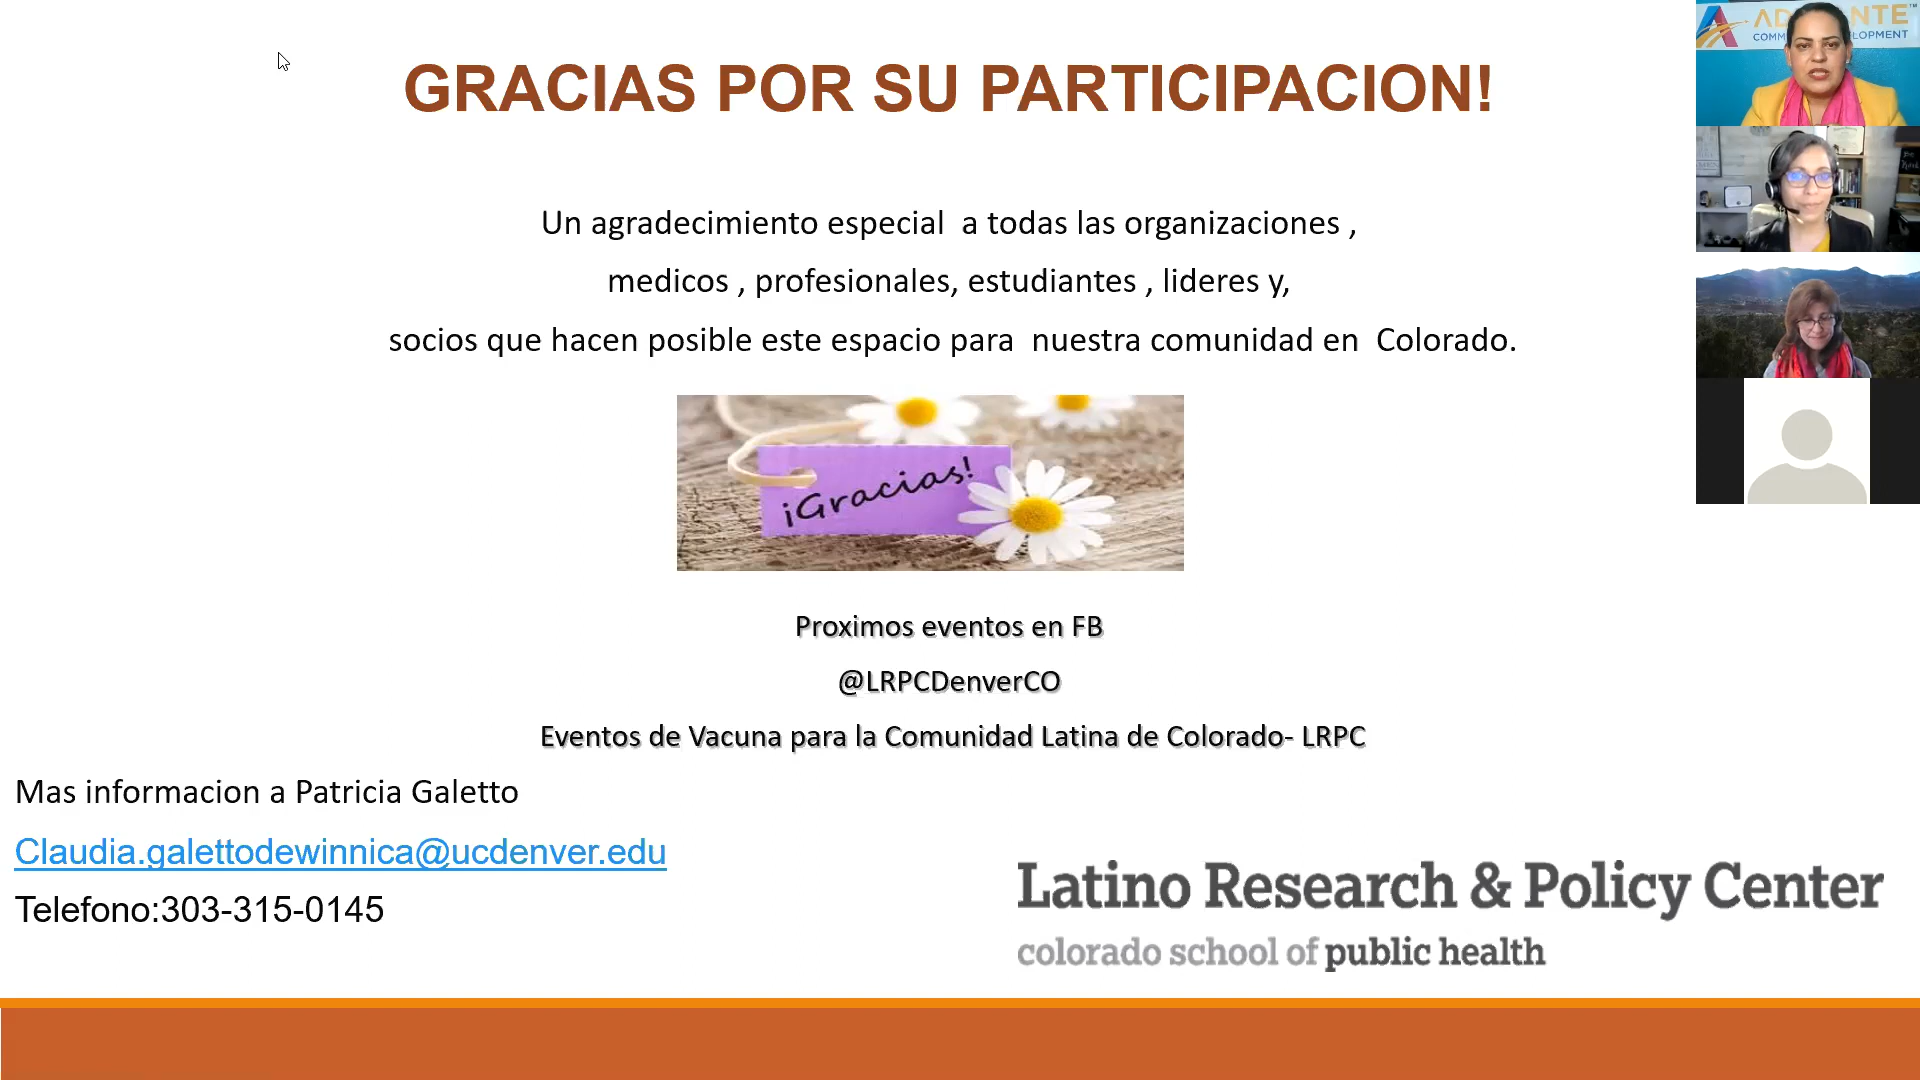 GRACIAS POR SU PARTICIPACION!
Un agradecimiento especial  a todas las organizaciones ,
medicos , profesionales, estudiantes , lideres y,
socios que hacen posible este espacio para  nuestra comunidad en  Colorado.
¡Gracias!
Proximos eventos en FB
@LRPCDenverCO
Eventos de Vacuna para la Comunidad Latina de Colorado- LRPC
Mas informacion a Patricia Galetto
Claudia.galettodewinnica@ucdenver.edu
Telefono:303-315-0145
Latino Research & Policy Center
colorado school of public health